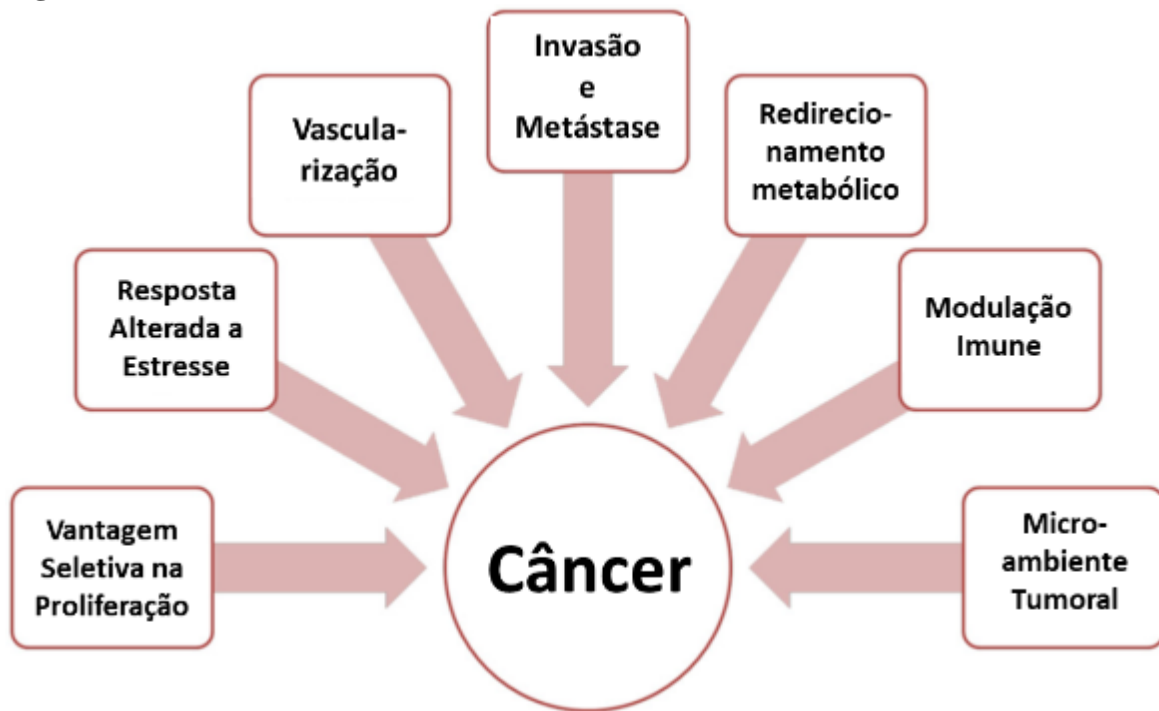 Invasão
e
Metástase
Vascula-
rização
Redirecio-
namento
metabólico
Resposta
Alterada a
Estresse
Modulação
Imune
Vantagem
Seletiva na
Proliferação
Câncer
Micro-
ambiente
Tumoral